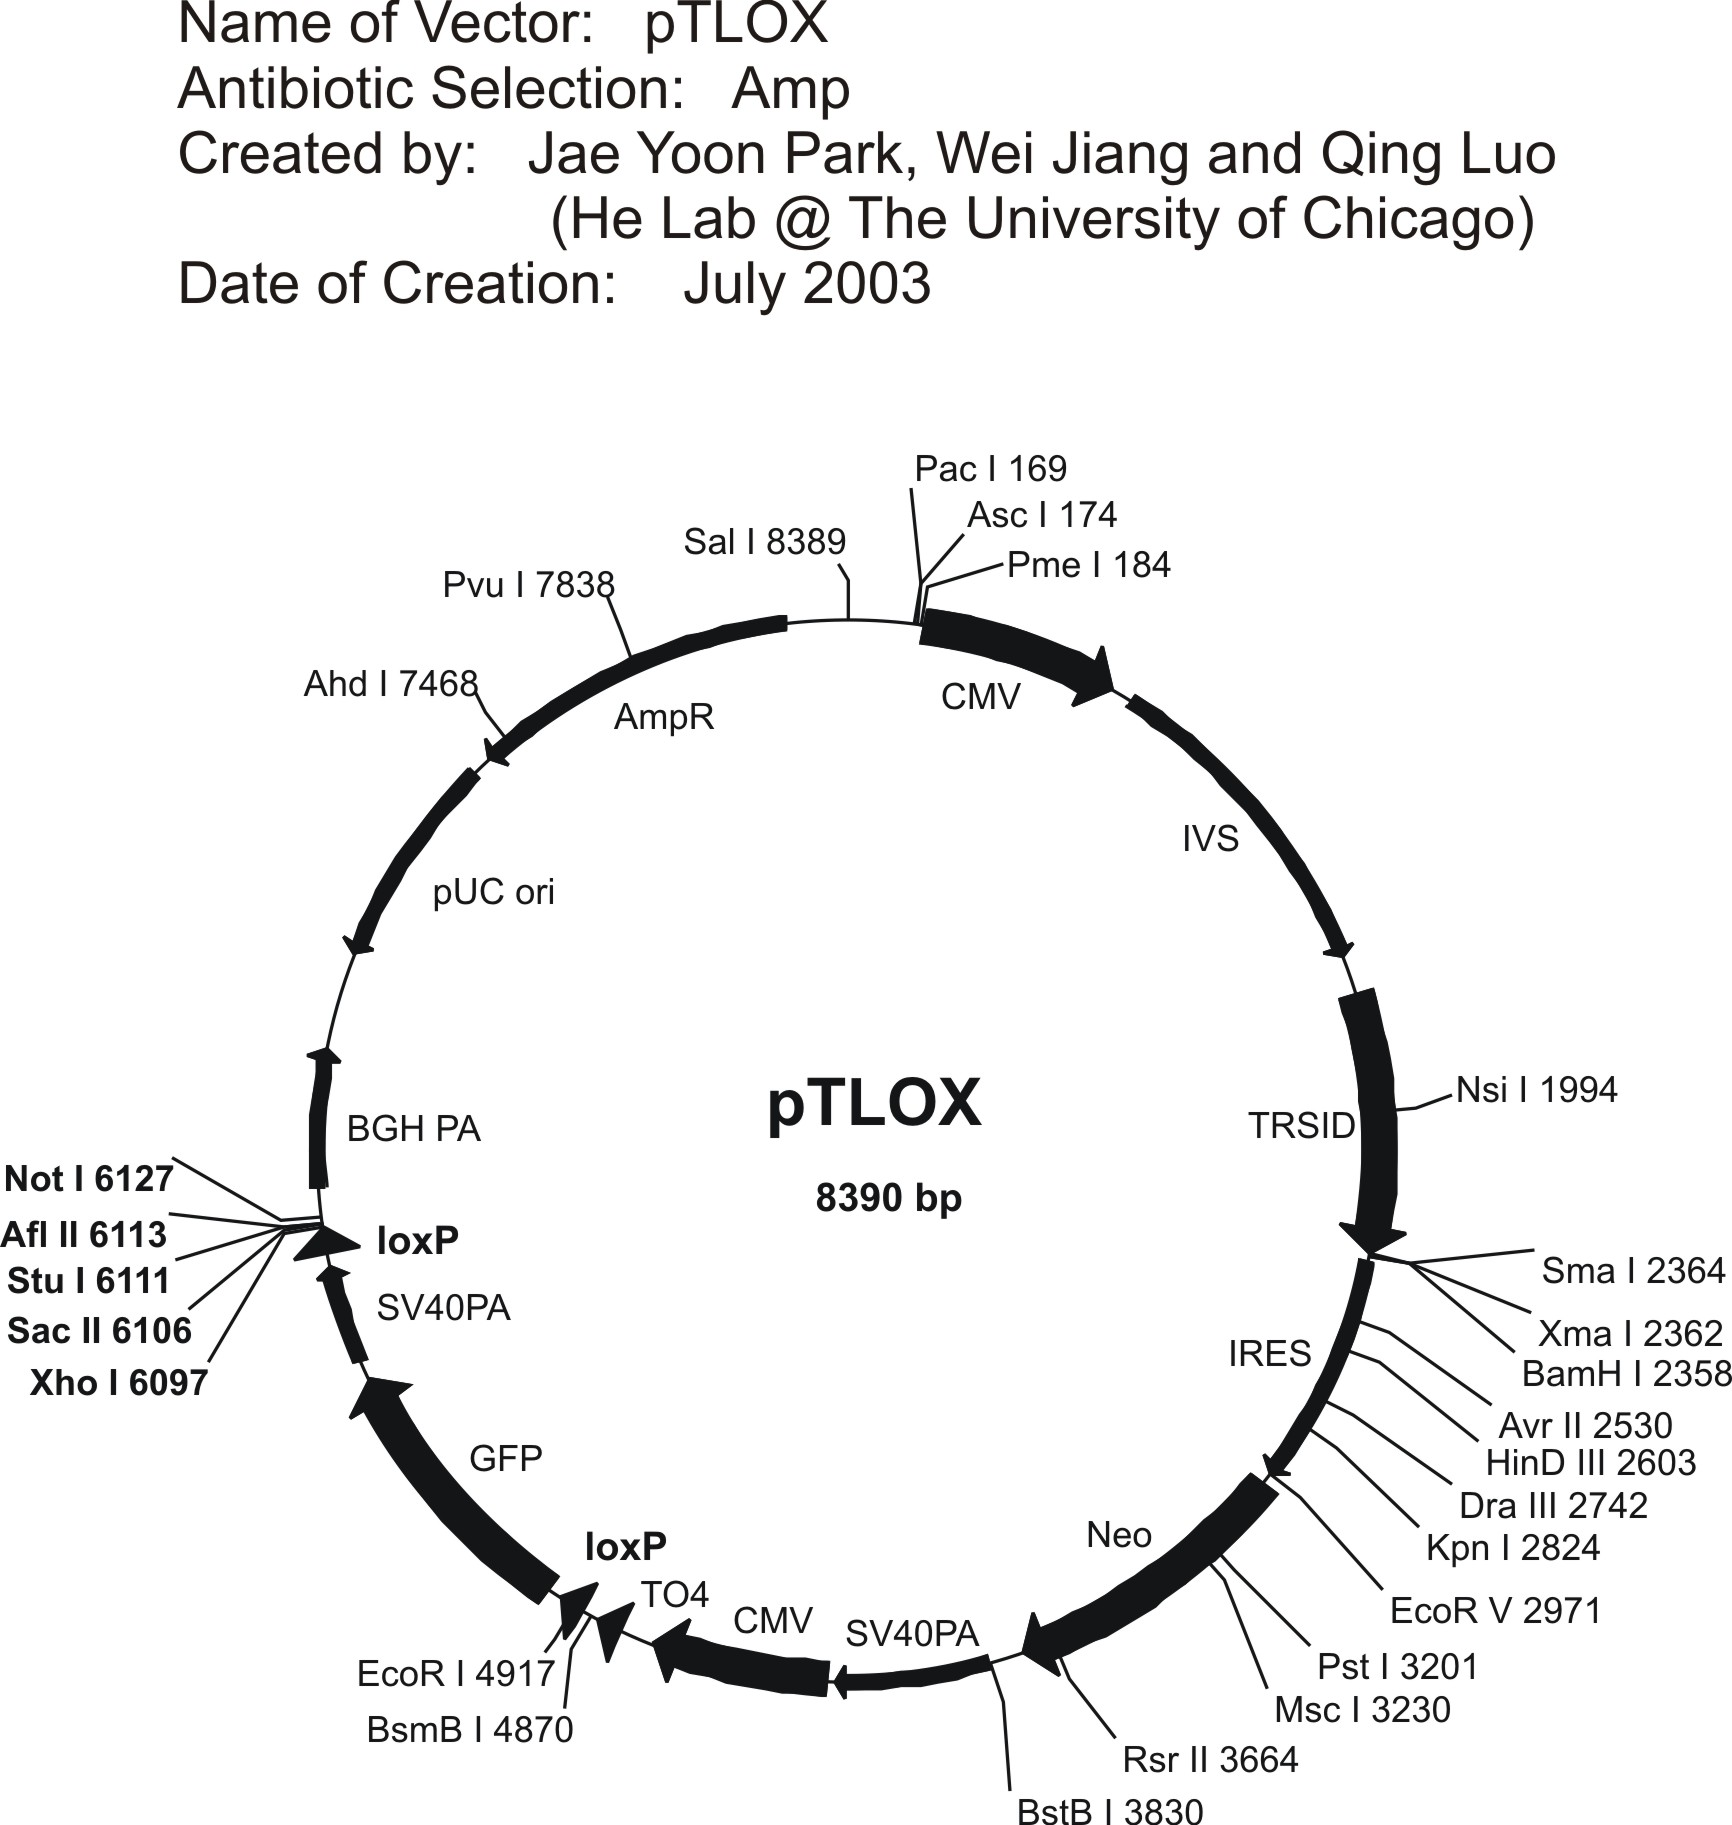 Name of Vector: pTLOX
Antibiotic Selection: Amp
Created by: Jae Yoon Park, Wei Jiang and Qing Luo
(He Lab @ The University of Chicago)
Date of Creation: July 2003
Pac I 169
Asc I 174
Sal I 8389
Pme I 184
Pvu I 7838
Ahd I 7468
CMV
AmpR
IVS
pUC ori
Nsi I 1994
pTLOX
TRSID
BGH PA
Not I 6127
8390 bp
Afl II 6113
loxP
Stu I 6111
Sma I 2364
SV40PA
Sac II 6106
Xma I 2362
IRES
BamH I 2358
Xho I 6097
Avr II 2530
GFP
HinD III 2603
Dra III 2742
Neo
loxP
Kpn I 2824
TO4
EcoR V 2971
CMV
SV40PA
EcoR I 4917
Pst I 3201
Msc I 3230
BsmB I 4870
Rsr II 3664
BstB I 3830